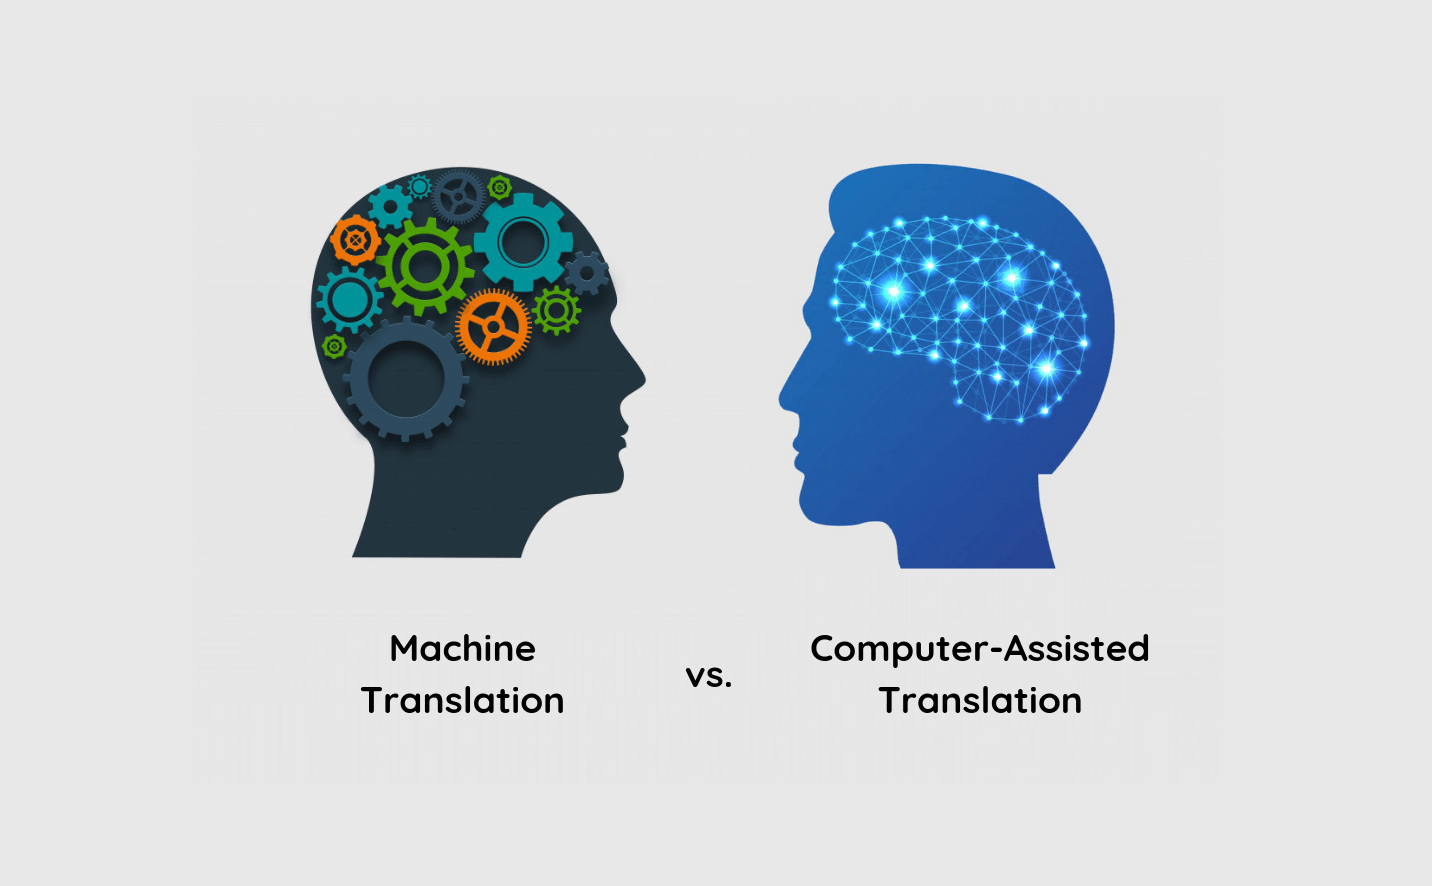 Machine
Translation
vs.
Computer-Assisted
Translation